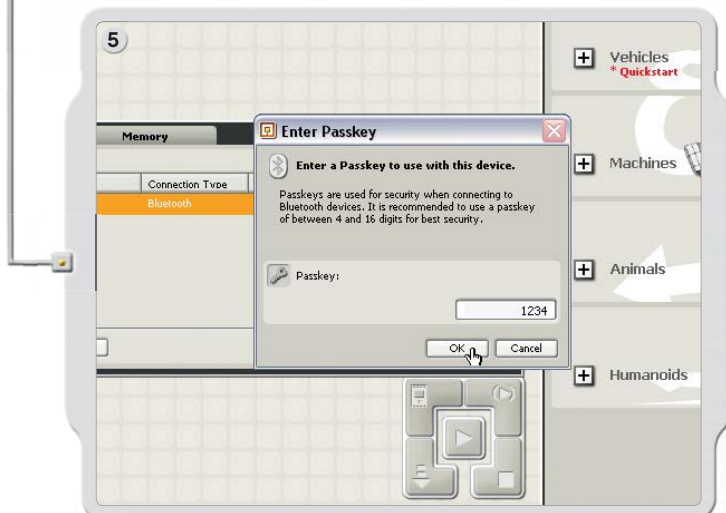 5
Vehicles
* Quickstart
Memory
Enter Passkey
Enter a Passkey to use with this device.
Machines
Connection Type
Bluetooth
Passkeys are used for security when connecting to
Bluetooth devices. It is recommended to use a passkey
of between 4 and 16 digits for best security.
Animals
Passkey:
1234
OK
Cancel
Humanoids